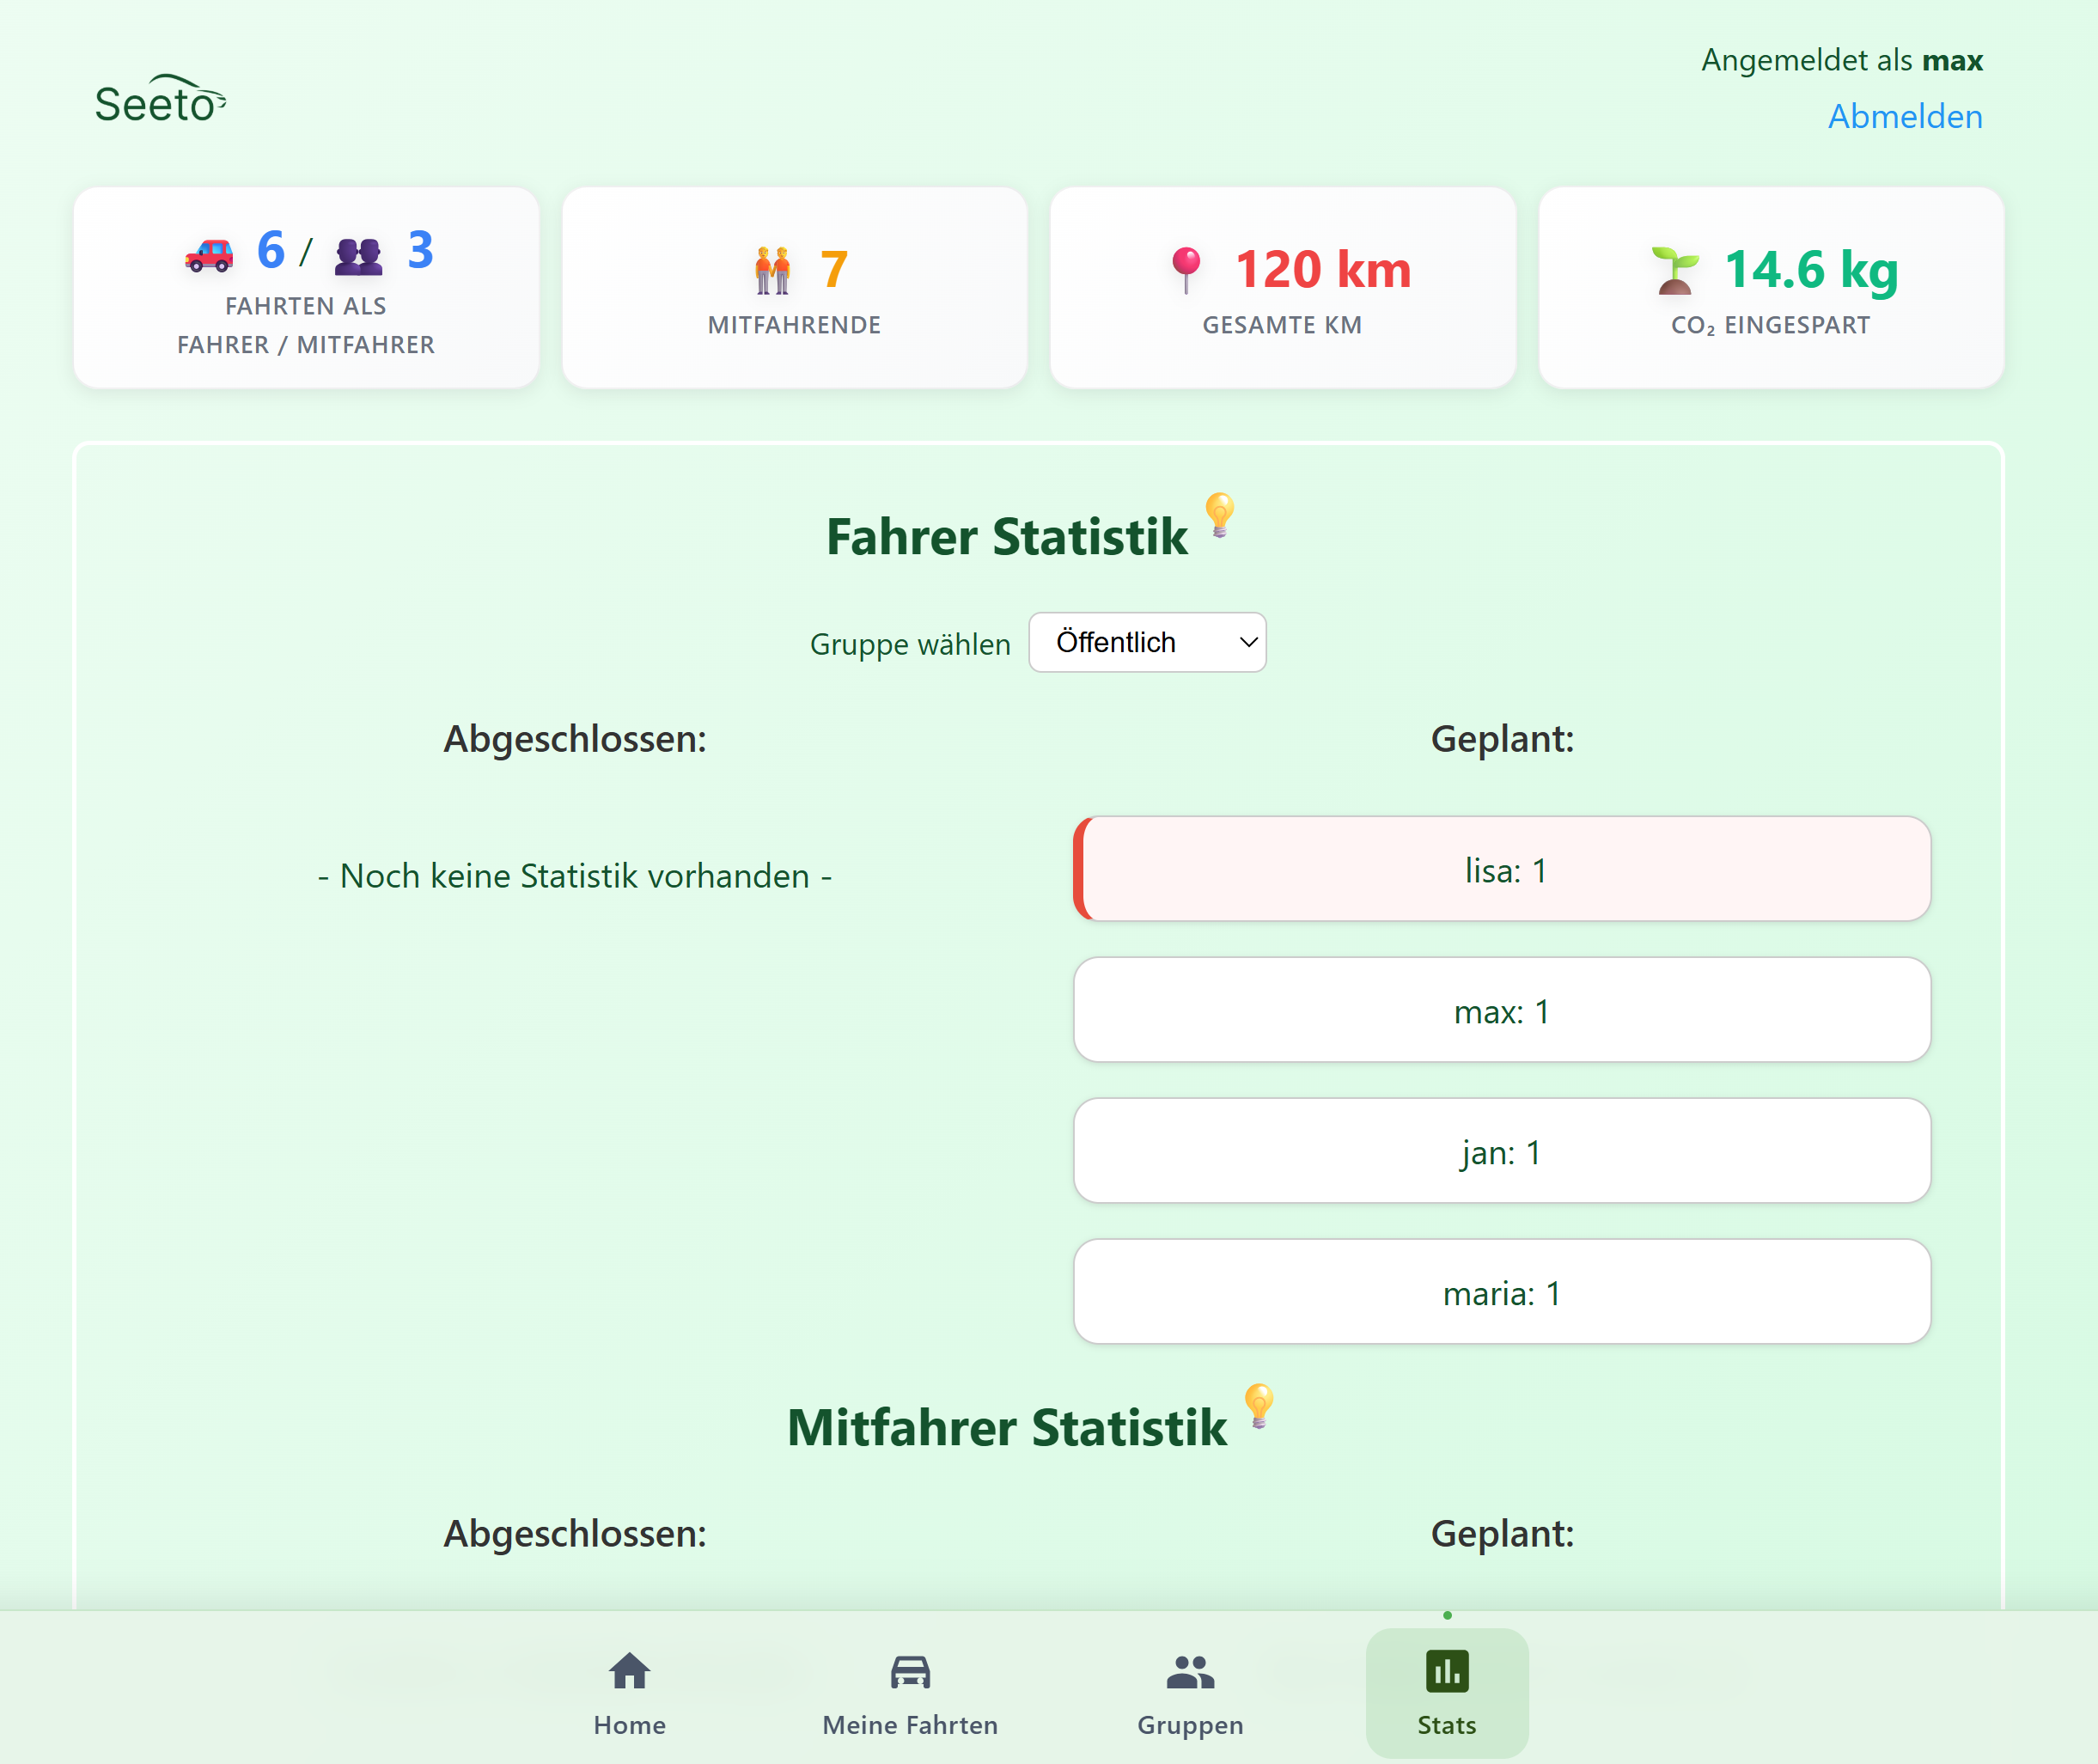 Seeto
Angemeldet als max
Abmelden
6 / 3
FAHRTEN ALS
FAHRER / MITFAHRER
7
MITFAHRENDE
120 km
GESAMTE KM
14.6 kg
CO₂ EINGESPART
Fahrer Statistik
Gruppe wählen Öffentlich
Abgeschlossen:
- Noch keine Statistik vorhanden -
Geplant:
lisa: 1
max: 1
jan: 1
maria: 1
Mitfahrer Statistik
Abgeschlossen:
Geplant:
Home
Meine Fahrten
Gruppen
Stats